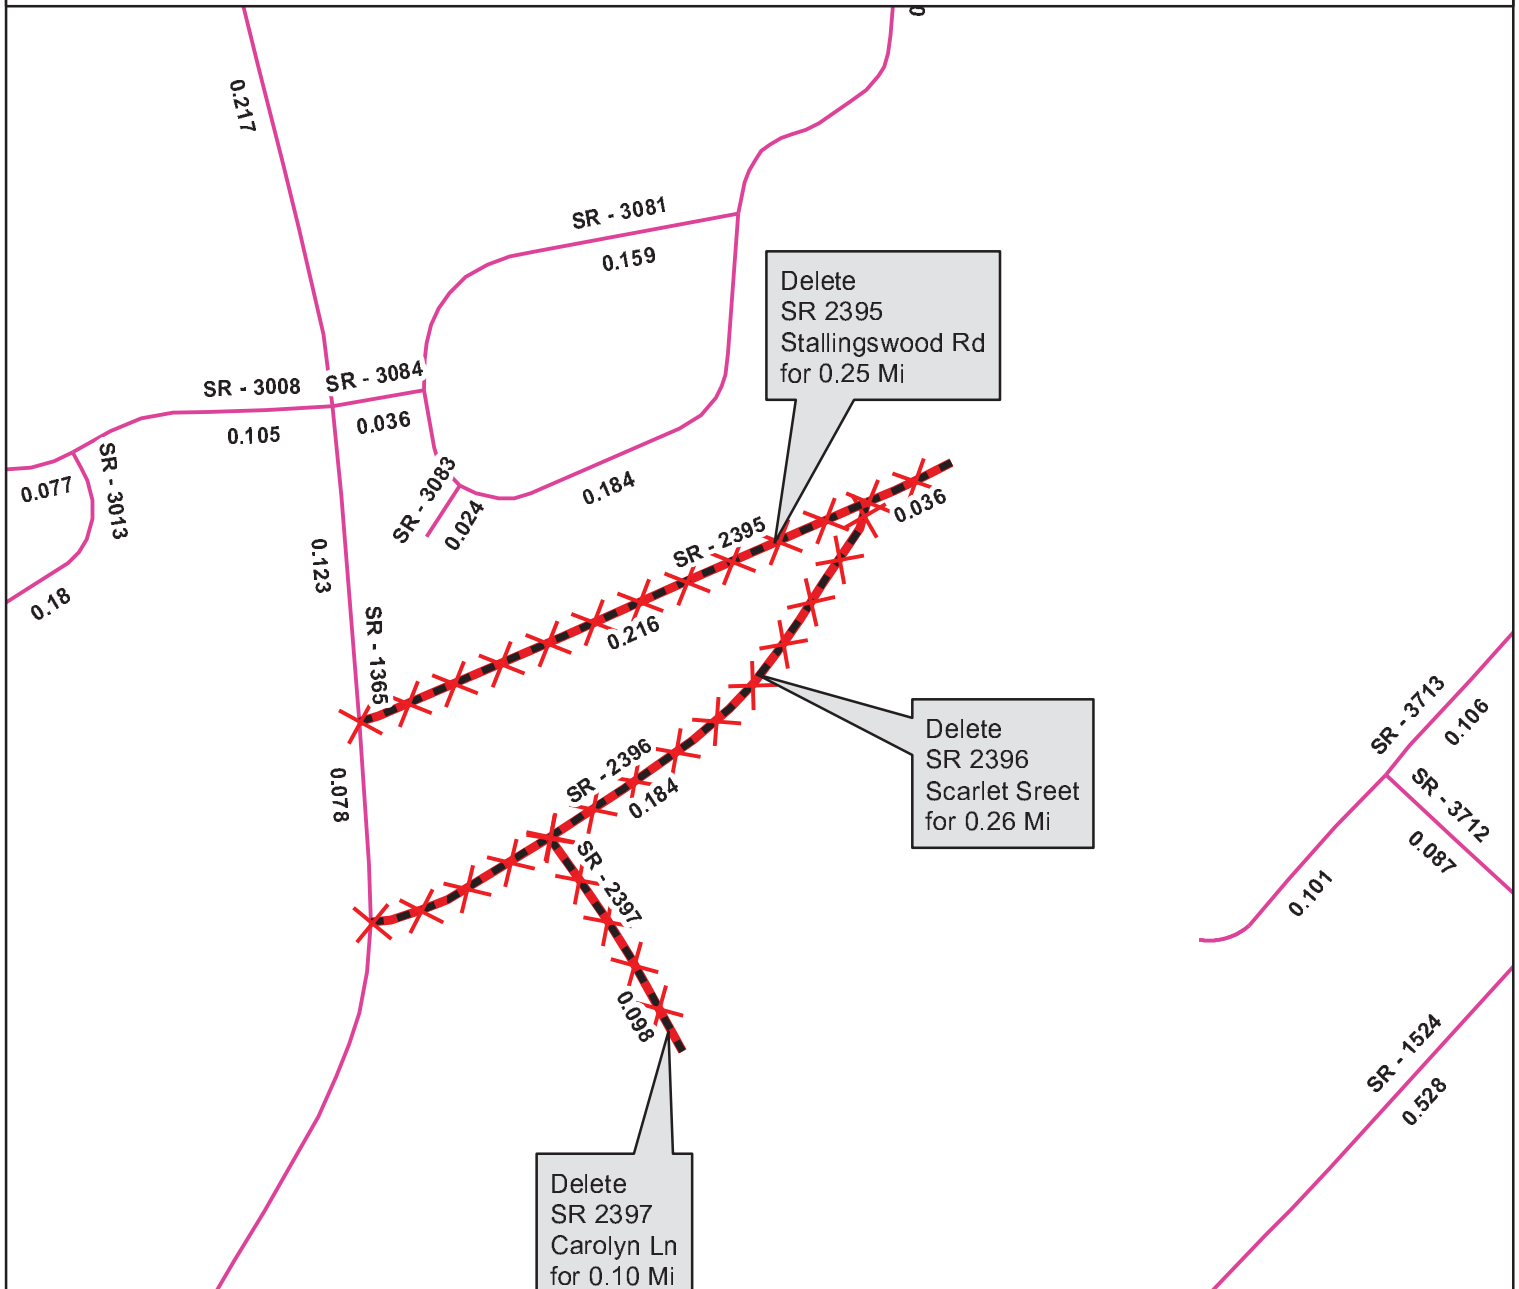 0
0.217
SR - 3081
0.159
Delete
SR 2395
Stallingswood Rd
for 0.25 Mi
SR - 3008
SR - 3084
0.105
0.036
SR - 3013
0.077
0.18
SR - 3083
0.024
0.184
0.036
SR - 2395
0.216
0.123
SR - 1365
0.078
SR - 2396
0.184
Delete
SR 2396
Scarlet Sreet
for 0.26 Mi
SR - 3713
0.106
SR - 3712
0.087
0.101
SR - 2397
0.098
SR - 1524
0.528
Delete
SR 2397
Carolyn Ln
for 0.10 Mi